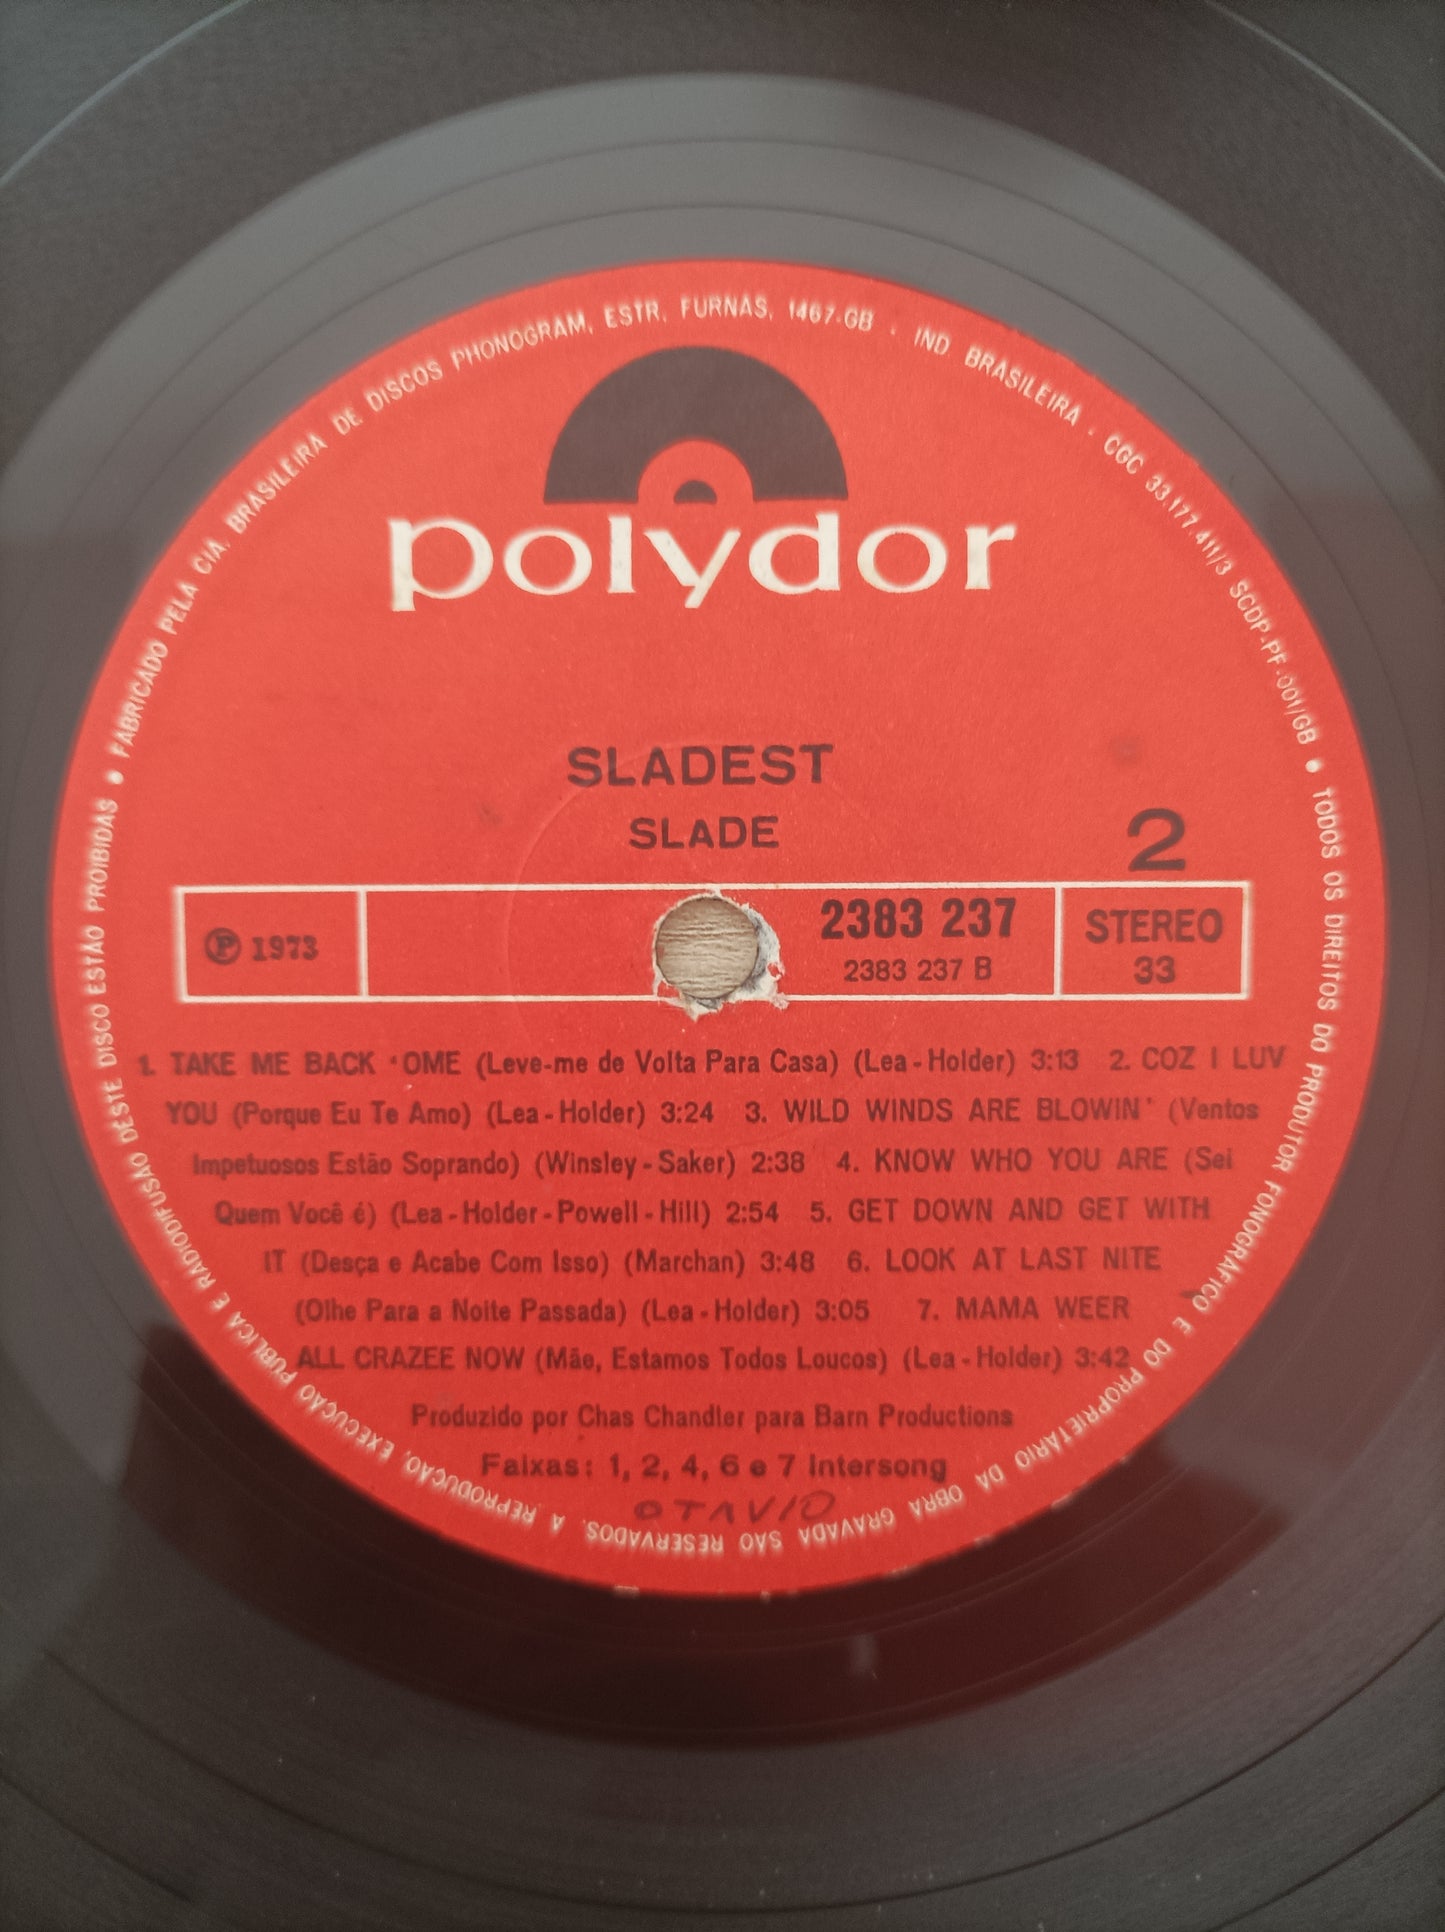 FABRICADO PELA CIA. BRASILEIRA DE DISCOS PHONOGRAM, ESTR. FURNAS, 1467-GB - IND BRASILEIRA - CGC 33.177.411/3 SCDP-PF-001/GB • TODOS OS DIREITOS DO PRODUTOR FONOGRÁFICO E DO PROPRIETÁRIO DA OBRA GRAVADA SÃO RESERVADOS. A REPRODUÇÃO, EXECUÇÃO PÚBLICA E RADIODIFUSÃO DÊSTE DISCO ESTÃO PROIBIDAS •
polydor
SLADEST
SLADE
2
℗ 1973
2383 237
2383 237 B
STEREO
33
1. TAKE ME BACK 'OME (Leve-me de Volta Para Casa) (Lea - Holder) 3:13 2. COZ I LUV
YOU (Porque Eu Te Amo) (Lea - Holder) 3:24 3. WILD WINDS ARE BLOWIN' (Ventos
Impetuosos Estão Soprando) (Winsley - Saker) 2:38 4. KNOW WHO YOU ARE (Sei
Quem Você é) (Lea - Holder - Powell - Hill) 2:54 5. GET DOWN AND GET WITH
IT (Desça e Acabe Com Isso) (Marchan) 3:48 6. LOOK AT LAST NITE
(Olhe Para a Noite Passada) (Lea - Holder) 3:05 7. MAMA WEER
ALL CRAZEE NOW (Mãe, Estamos Todos Loucos) (Lea - Holder) 3:42
Produzido por Chas Chandler para Barn Productions
Faixas: 1, 2, 4, 6 e 7 Intersong
OTAVIO